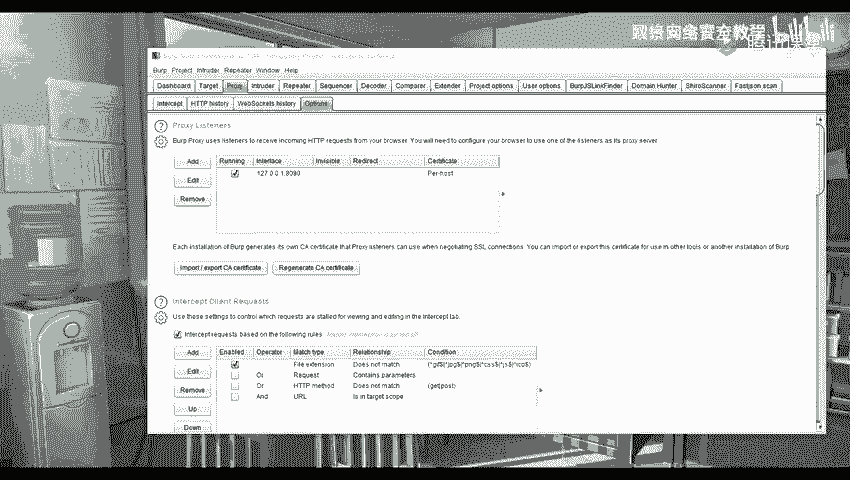 Burp Project Intruder Repeater Window Help
Dashboard Target Proxy Intruder Repeater Sequencer Decoder Comparer Extender Project options User options BurpJSLinkFinder Domain Hunter ShiroScanner Fastjson scan
Intercept HTTP history WebSockets history Options
Proxy Listeners
Burp Proxy uses listeners to receive incoming HTTP requests from your browser. You will need to configure your browser to use one of the listeners as its proxy server.
Add Running Interface Invisible Redirect Certificate
Edit 127.0.0.1:8080 Per-host
Remove
Each installation of Burp generates its own CA certificate that Proxy listeners can use when negotiating SSL connections. You can import or export this certificate for use in other tools or another installation of Burp.
Import / export CA certificate Regenerate CA certificate
Intercept Client Requests
Use these settings to control which requests are stalled for viewing and editing in the Intercept tab.
Intercept requests based on the following rules:
Add Enabled Operator Match type Relationship Condition
File extension Does not match (^gif$|^jpg$|^png$|^css$|^js$|^ico$)
Edit Or Request Contains parameters
Remove Or HTTP method Does not match (get|post)
And URL Is in target scope
Up
Down